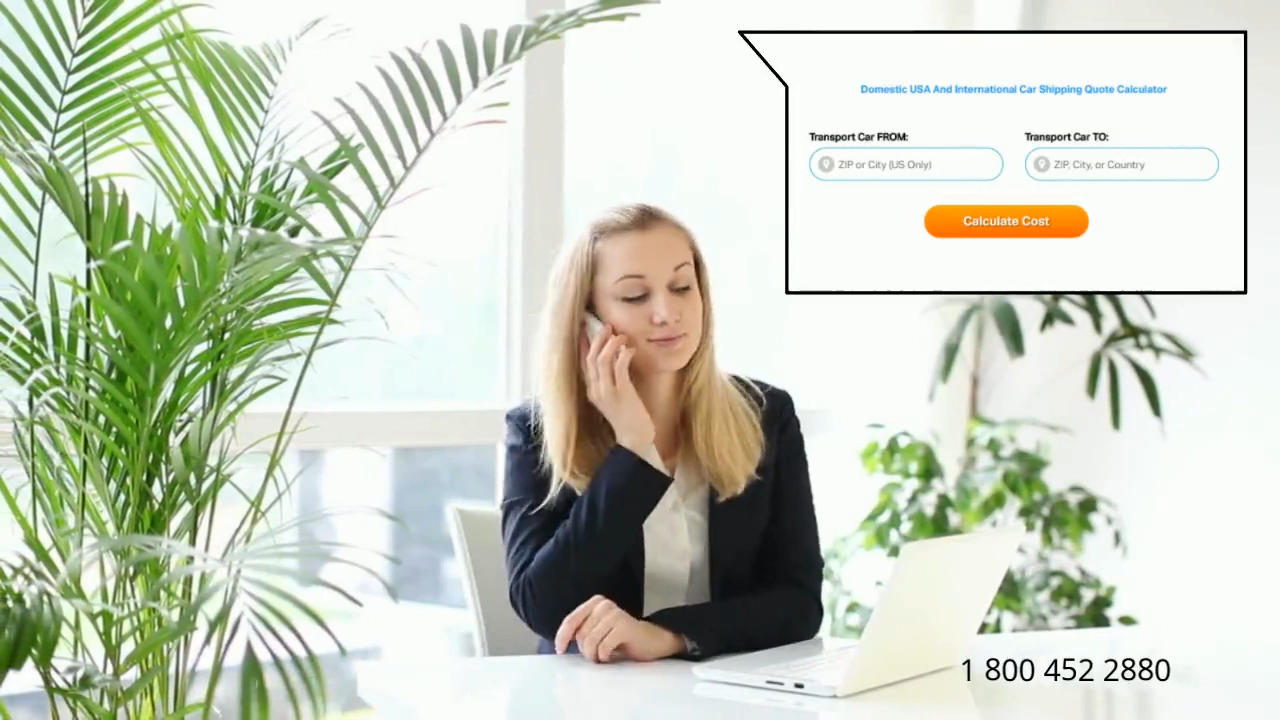 Domestic USA And International Car Shipping Quote Calculator
Transport Car FROM:
Transport Car TO:
ZIP or City (US Only)
ZIP, City, or Country
Calculate Cost
1 800 452 2880